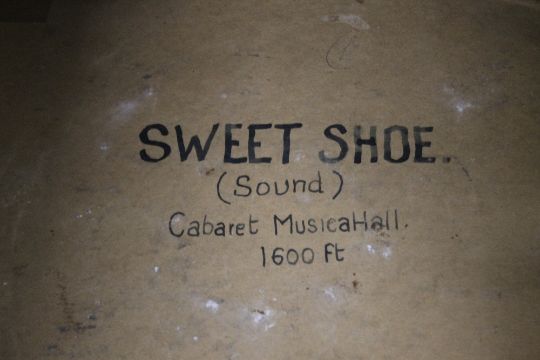 SWEET SHOE.
(Sound)
Cabaret MusicaHall.
1600 Ft